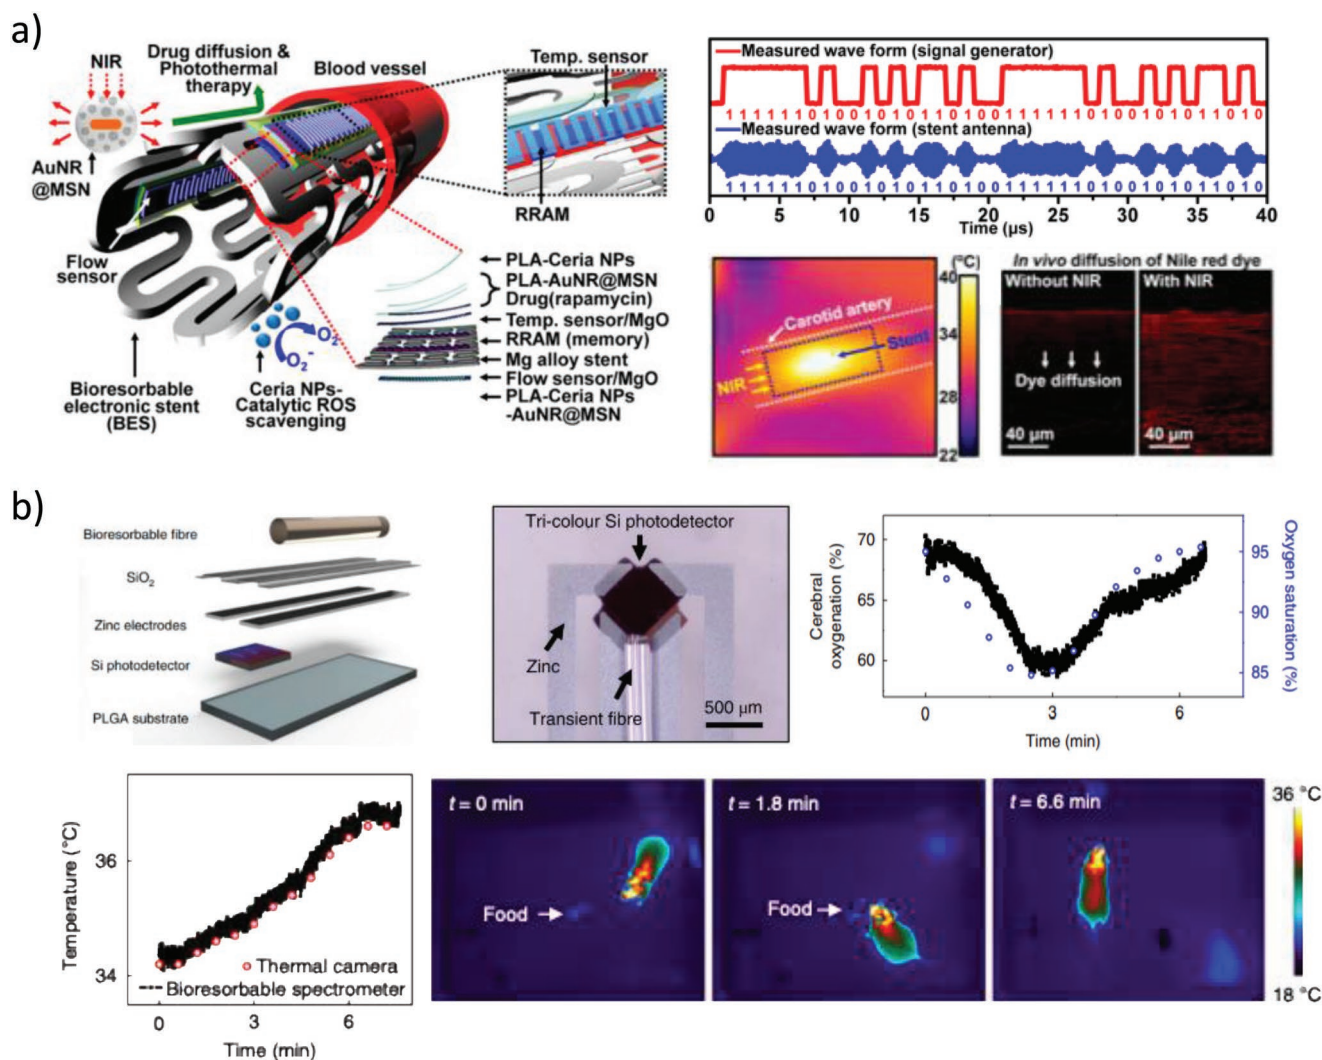 a)
NIR
Drug diffusion &
Photothermal
therapy
Blood vessel
Temp. sensor
AuNR
@MSN
RRAM
Flow
sensor
O₂
O₂⁻
Bioresorbable
electronic stent
(BES)
Ceria NPs-
Catalytic ROS
scavenging
PLA-Ceria NPs
PLA-AuNR@MSN
Drug(rapamycin)
Temp. sensor/MgO
RRAM (memory)
Mg alloy stent
Flow sensor/MgO
PLA-Ceria NPs
-AuNR@MSN
Measured wave form (signal generator)
1 1 1 1 1 1 0 1 0 0 1 0 1 0 1 1 0 1 0 0 1 1 1 1 1 1 0 1 0 0 1 0 1 0 1 1 0 1 0
Measured wave form (stent antenna)
1 1 1 1 1 1 0 1 0 0 1 0 1 0 1 1 0 1 0 0 1 1 1 1 1 1 0 1 0 0 1 0 1 0 1 1 0 1 0
0 5 10 15 20 25 30 35 40
Time (μs)
(°C)
40
34
28
22
Carotid artery
Stent
NIR
In vivo diffusion of Nile red dye
Without NIR
With NIR
Dye diffusion
40 μm
40 μm
b)
Bioresorbable fibre
SiO₂
Zinc electrodes
Si photodetector
PLGA substrate
Tri-colour Si photodetector
Zinc
Transient fibre
500 μm
70
65
60
Cerebral
oxygenation (%)
95
90
85
Oxygen saturation (%)
0 3 6
Time (min)
Temperature (°C)
36
34
Thermal camera
Bioresorbable spectrometer
0 3 6
Time (min)
t = 0 min
Food
t = 1.8 min
Food
t = 6.6 min
36 °C
18 °C